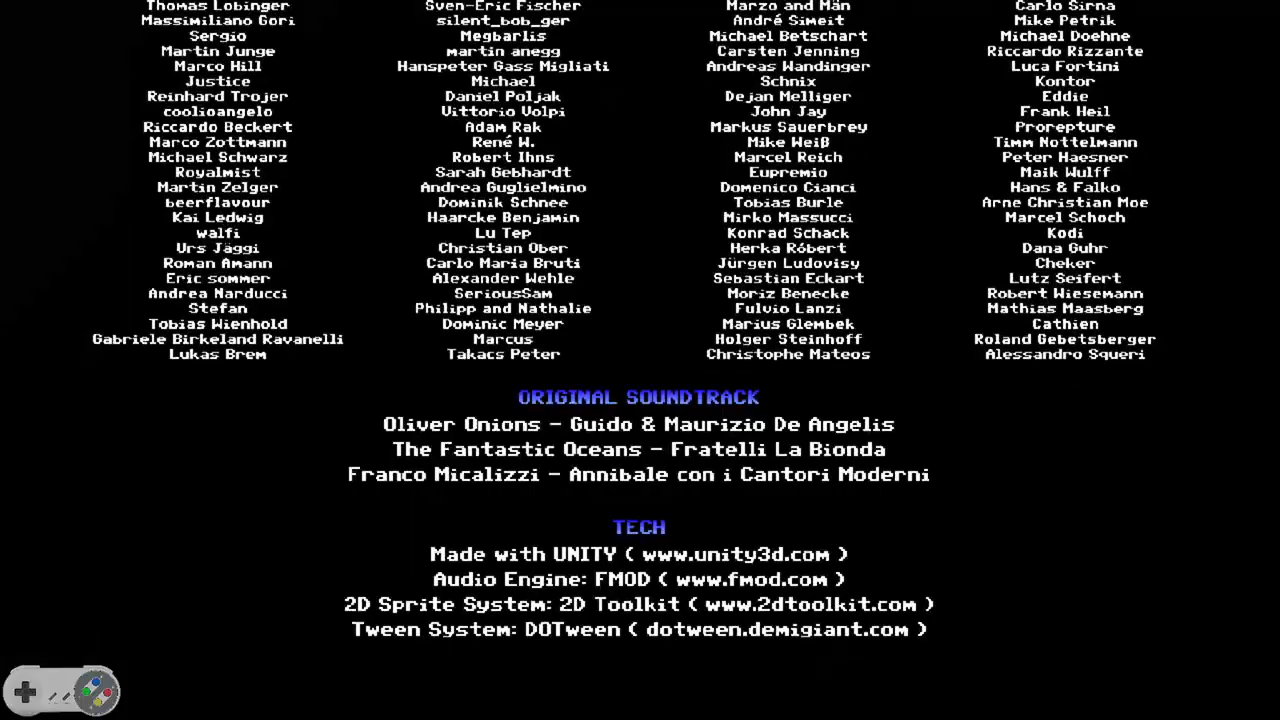 Thomas Lobinger Sven-Eric Fischer Marzo and Män Carlo Sirna
Massimiliano Gori silent_bob_ger André Simeit Mike Petrik
Sergio Megbarlis Michael Betschart Michael Doehne
Martin Junge martin anegg Carsten Jenning Riccardo Rizzante
Marco Hill Hanspeter Gass Migliati Andreas Wandinger Luca Fortini
Justice Michael Schnix Kontor
Reinhard Trojer Daniel Poljak Dejan Melliger Eddie
coolioangelo Vittorio Volpi John Jay Frank Heil
Riccardo Beckert Adam Rak Markus Sauerbrey Prorepture
Marco Zottmann René W. Mike Weiß Timm Nottelmann
Michael Schwarz Robert Ihns Marcel Reich Peter Haesner
Royalmist Sarah Gebhardt Eupremio Maik Wulff
Martin Zelger Andrea Guglielmino Domenico Cianci Hans & Falko
beerflavour Dominik Schnee Tobias Burle Arne Christian Moe
Kai Ledwig Haarcke Benjamin Mirko Massucci Marcel Schoch
walfi Lu Tep Konrad Schack Kodi
Urs Jäggi Christian Ober Herka Róbert Dana Guhr
Roman Amann Carlo Maria Bruti Jürgen Ludovisy Cheker
Eric sommer Alexander Wehle Sebastian Eckart Lutz Seifert
Andrea Narducci SeriousSam Moriz Benecke Robert Wiesemann
Stefan Philipp and Nathalie Fulvio Lanzi Mathias Maasberg
Tobias Wienhold Dominic Meyer Marius Glembek Cathien
Gabriele Birkeland Ravanelli Marcus Holger Steinhoff Roland Gebetsberger
Lukas Brem Takacs Peter Christophe Mateos Alessandro Squeri
ORIGINAL SOUNDTRACK
Oliver Onions - Guido & Maurizio De Angelis
The Fantastic Oceans - Fratelli La Bionda
Franco Micalizzi - Annibale con i Cantori Moderni
TECH
Made with UNITY ( www.unity3d.com )
Audio Engine: FMOD ( www.fmod.com )
2D Sprite System: 2D Toolkit ( www.2dtoolkit.com )
Tween System: DOTween ( dotween.demigiant.com )